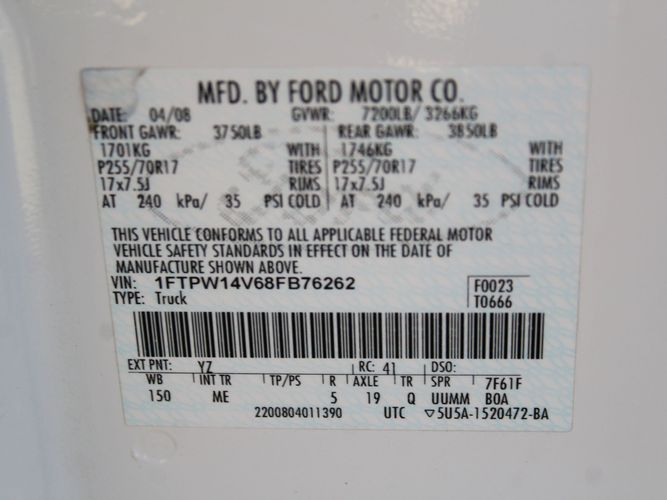 MFD. BY FORD MOTOR CO.
DATE: 04/08 GVWR: 7200LB/ 3266KG
FRONT GAWR: 3750LB REAR GAWR: 3850LB
1701KG WITH 1746KG WITH
P255/70R17 TIRES P255/70R17 TIRES
17x7.5J RIMS 17x7.5J RIMS
AT 240 kPa/ 35 PSI COLD AT 240 kPa/ 35 PSI COLD
THIS VEHICLE CONFORMS TO ALL APPLICABLE FEDERAL MOTOR
VEHICLE SAFETY STANDARDS IN EFFECT ON THE DATE OF
MANUFACTURE SHOWN ABOVE.
VIN: 1FTPW14V68FB76262 F0023
TYPE: Truck T0666
EXT PNT: YZ RC: 41 DSO:
WB INT TR TP/PS R AXLE TR SPR 7F61F
150 ME 5 19 Q UUMM BOA
2200804011390 UTC ▽5U5A-1520472-BA